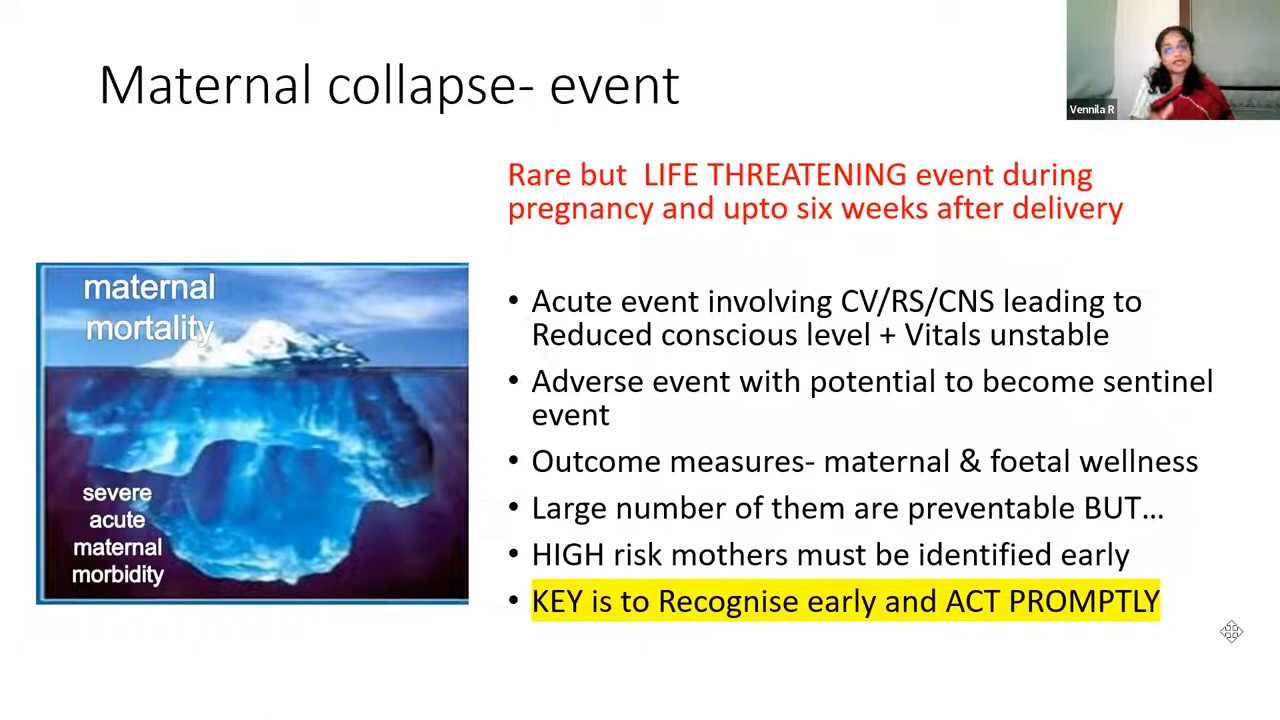 Maternal collapse- event
Vennila R
Rare but LIFE THREATENING event during
pregnancy and upto six weeks after delivery
maternal
mortality
severe
acute
maternal
morbidity
• Acute event involving CV/RS/CNS leading to
Reduced conscious level + Vitals unstable
• Adverse event with potential to become sentinel
event
• Outcome measures- maternal & foetal wellness
• Large number of them are preventable BUT...
• HIGH risk mothers must be identified early
• KEY is to Recognise early and ACT PROMPTLY